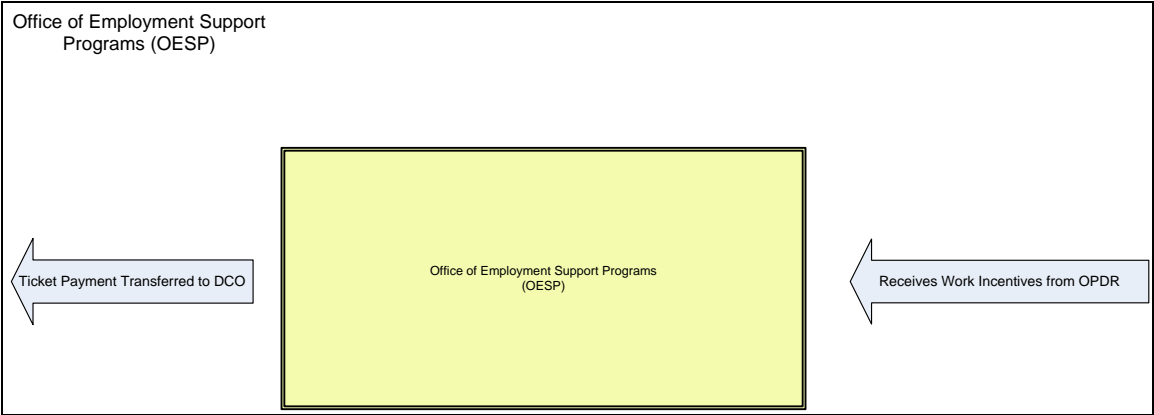 Office of Employment Support
Programs (OESP)
Ticket Payment Transferred to DCO
Office of Employment Support Programs
(OESP)
Receives Work Incentives from OPDR